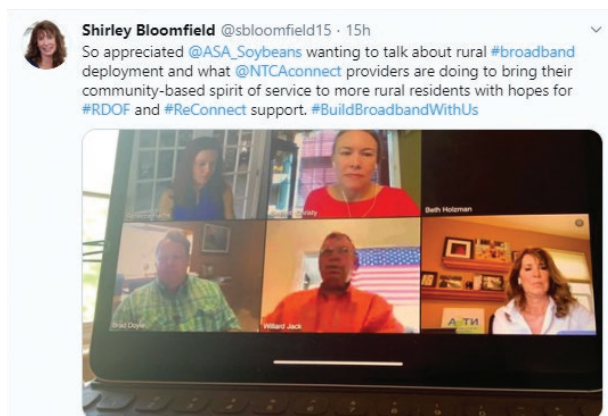 Shirley Bloomfield @sbloomfield15 · 15h
So appreciated @ASA_Soybeans wanting to talk about rural #broadband
deployment and what @NTCAconnect providers are doing to bring their
community-based spirit of service to more rural residents with hopes for
#RDOF and #ReConnect support. #BuildBroadbandWithUs
Beth Holzman
Brad Doyle
Willard Jack